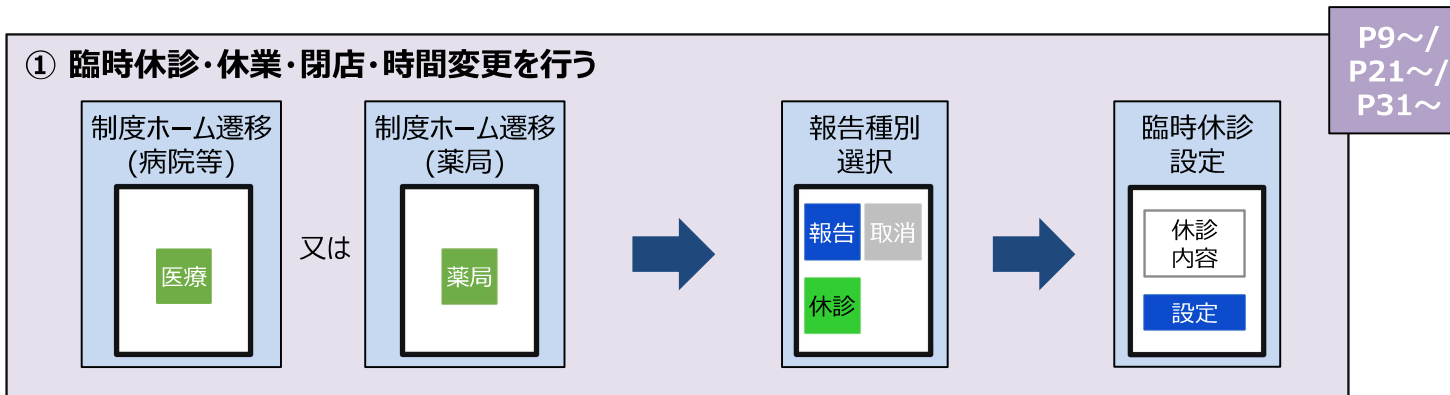 P9～/
P21～/
P31～
① 臨時休診・休業・閉店・時間変更を行う
制度ホーム遷移
(病院等)
医療
又は
制度ホーム遷移
(薬局)
薬局
報告種別
選択
報告
取消
休診
臨時休診
設定
休診
内容
設定